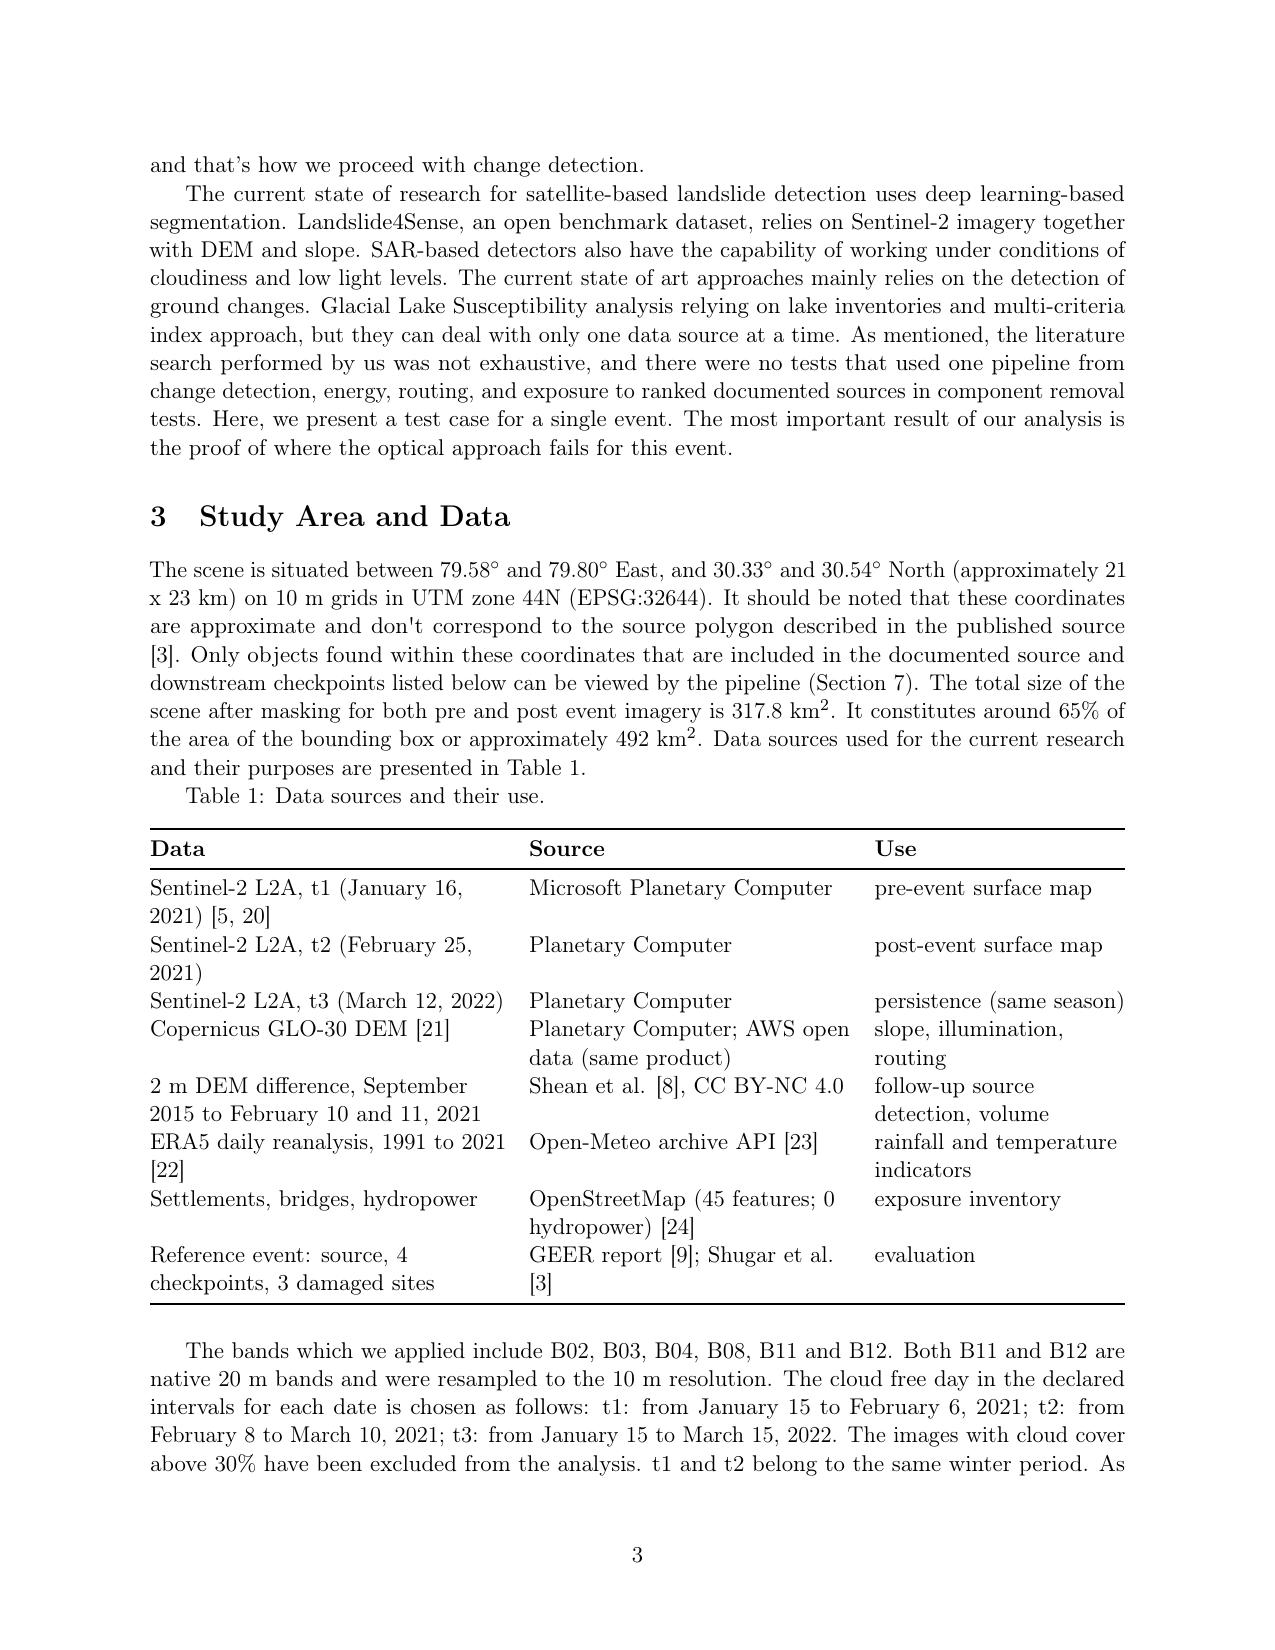 and that's how we proceed with change detection.
The current state of research for satellite-based landslide detection uses deep learning-based
segmentation. Landslide4Sense, an open benchmark dataset, relies on Sentinel-2 imagery together
with DEM and slope. SAR-based detectors also have the capability of working under conditions of
cloudiness and low light levels. The current state of art approaches mainly relies on the detection of
ground changes. Glacial Lake Susceptibility analysis relying on lake inventories and multi-criteria
index approach, but they can deal with only one data source at a time. As mentioned, the literature
search performed by us was not exhaustive, and there were no tests that used one pipeline from
change detection, energy, routing, and exposure to ranked documented sources in component removal
tests. Here, we present a test case for a single event. The most important result of our analysis is
the proof of where the optical approach fails for this event.
3 Study Area and Data
The scene is situated between 79.58° and 79.80° East, and 30.33° and 30.54° North (approximately 21
x 23 km) on 10 m grids in UTM zone 44N (EPSG:32644). It should be noted that these coordinates
are approximate and don't correspond to the source polygon described in the published source
[3]. Only objects found within these coordinates that are included in the documented source and
downstream checkpoints listed below can be viewed by the pipeline (Section 7). The total size of the
scene after masking for both pre and post event imagery is 317.8 km². It constitutes around 65% of
the area of the bounding box or approximately 492 km². Data sources used for the current research
and their purposes are presented in Table 1.
Table 1: Data sources and their use.
Data Source Use
Sentinel-2 L2A, t1 (January 16, Microsoft Planetary Computer pre-event surface map
2021) [5, 20]
Sentinel-2 L2A, t2 (February 25, Planetary Computer post-event surface map
2021)
Sentinel-2 L2A, t3 (March 12, 2022) Planetary Computer persistence (same season)
Copernicus GLO-30 DEM [21] Planetary Computer; AWS open slope, illumination,
data (same product) routing
2 m DEM difference, September Shean et al. [8], CC BY-NC 4.0 follow-up source
2015 to February 10 and 11, 2021 detection, volume
ERA5 daily reanalysis, 1991 to 2021 Open-Meteo archive API [23] rainfall and temperature
[22] indicators
Settlements, bridges, hydropower OpenStreetMap (45 features; 0 exposure inventory
hydropower) [24]
Reference event: source, 4 GEER report [9]; Shugar et al. evaluation
checkpoints, 3 damaged sites [3]
The bands which we applied include B02, B03, B04, B08, B11 and B12. Both B11 and B12 are
native 20 m bands and were resampled to the 10 m resolution. The cloud free day in the declared
intervals for each date is chosen as follows: t1: from January 15 to February 6, 2021; t2: from
February 8 to March 10, 2021; t3: from January 15 to March 15, 2022. The images with cloud cover
above 30% have been excluded from the analysis. t1 and t2 belong to the same winter period. As
3